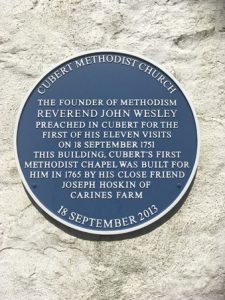 CUBERT METHODIST CHURCH
THE FOUNDER OF METHODISM
REVEREND JOHN WESLEY
PREACHED IN CUBERT FOR THE
FIRST OF HIS ELEVEN VISITS
ON 18 SEPTEMBER 1751
THIS BUILDING, CUBERT'S FIRST
METHODIST CHAPEL WAS BUILT FOR
HIM IN 1765 BY HIS CLOSE FRIEND
JOSEPH HOSKIN OF
CARINES FARM
18 SEPTEMBER 2013